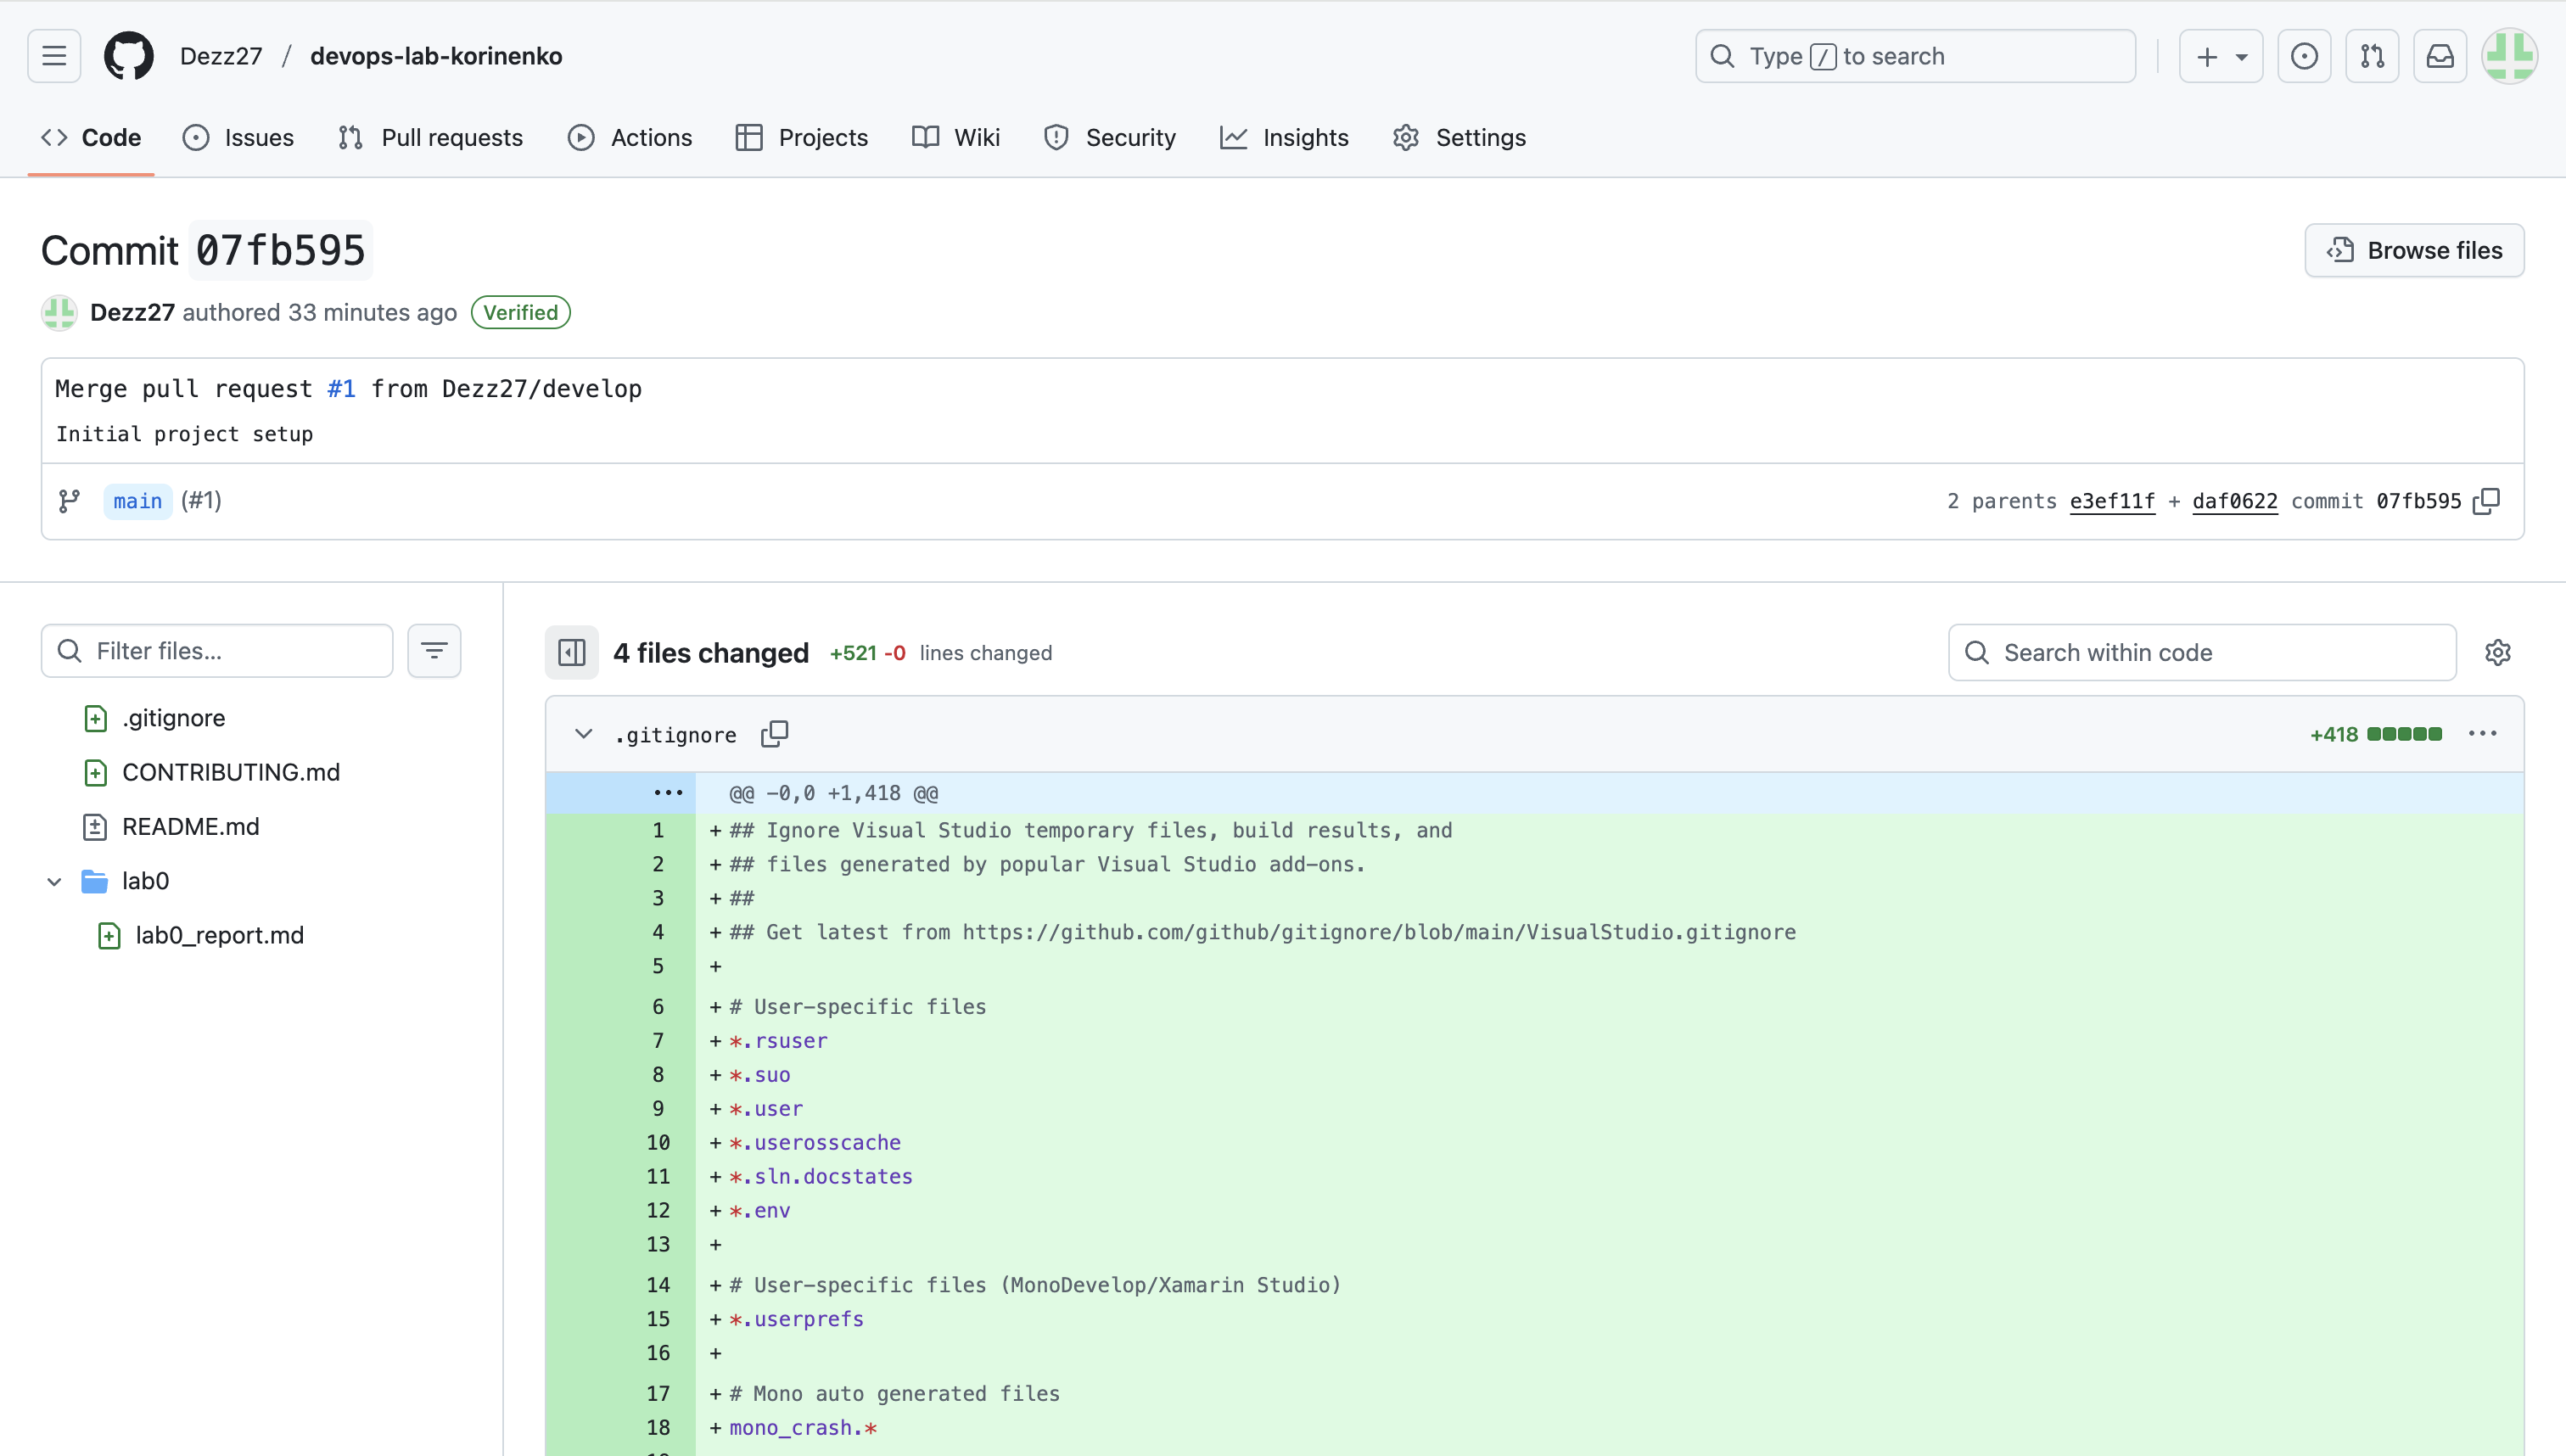 Dezz27 / devops-lab-korinenko
Type / to search
Code
Issues
Pull requests
Actions
Projects
Wiki
Security
Insights
Settings
Commit 07fb595
Browse files
Dezz27 authored 33 minutes ago Verified
Merge pull request #1 from Dezz27/develop
Initial project setup
main (#1)
2 parents e3ef11f + daf0622 commit 07fb595
Filter files...
.gitignore
CONTRIBUTING.md
README.md
lab0
lab0_report.md
4 files changed +521 -0 lines changed
Search within code
.gitignore
+418
@@ -0,0 +1,418 @@
1 + ## Ignore Visual Studio temporary files, build results, and
2 + ## files generated by popular Visual Studio add-ons.
3 + ##
4 + ## Get latest from https://github.com/github/gitignore/blob/main/VisualStudio.gitignore
5 +
6 + # User-specific files
7 + *.rsuser
8 + *.suo
9 + *.user
10 + *.userosscache
11 + *.sln.docstates
12 + *.env
13 +
14 + # User-specific files (MonoDevelop/Xamarin Studio)
15 + *.userprefs
16 +
17 + # Mono auto generated files
18 + mono_crash.*